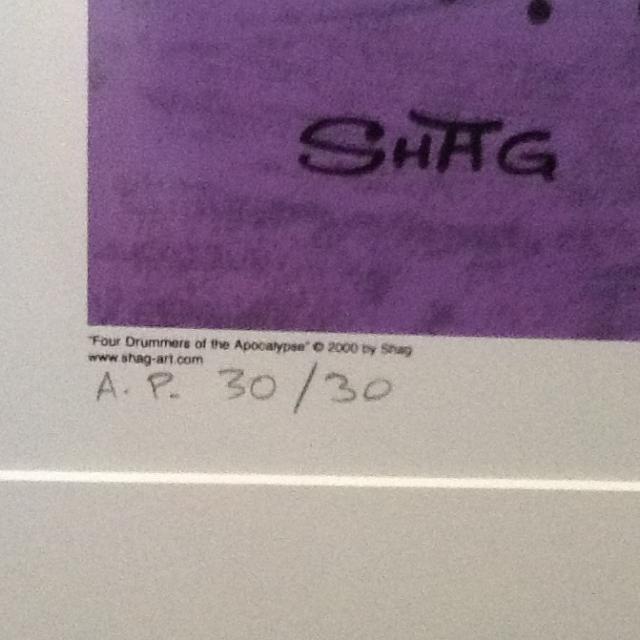 SHAG
"Four Drummers of the Apocalypse" © 2000 by Shag
www.shag-art.com
A. P. 30/30